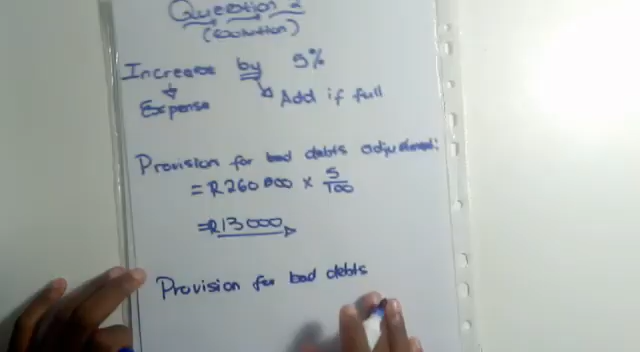 Question 2
(Solution)
Increase by 5%
Expense
Add if full
Provision for bad debts adjustment:
= R260 000 × 5/100
= R13 000
Provision for bad debts